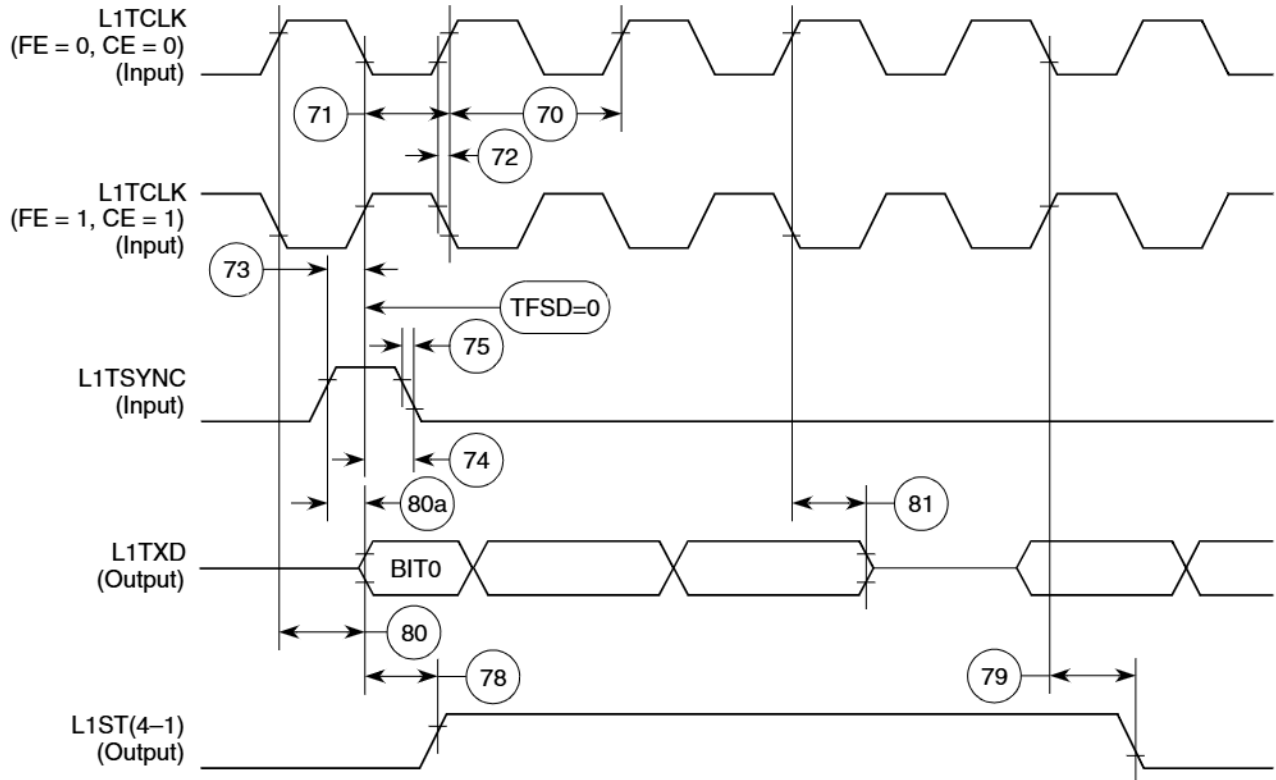 L1TCLK
(FE = 0, CE = 0)
(Input)
71
70
72
L1TCLK
(FE = 1, CE = 1)
(Input)
73
TFSD=0
75
L1TSYNC
(Input)
74
80a
81
L1TXD
(Output)
BIT0
80
78
79
L1ST(4–1)
(Output)